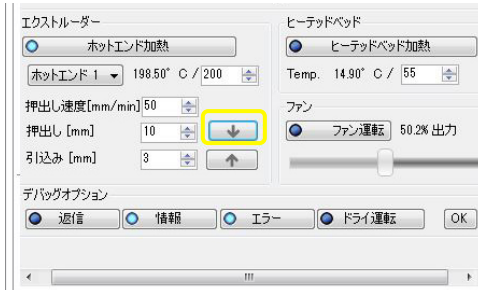 エクストルーダー
ホットエンド加熱
ホットエンド 1 198.50° C / 200
押出し速度[mm/min] 50
押出し [mm] 10
引込み [mm] 3
ヒーテッドベッド
ヒーテッドベッド加熱
Temp. 14.90° C / 55
ファン
ファン運転 50.2% 出力
デバッグオプション
返信 情報 エラー ドライ運転 OK